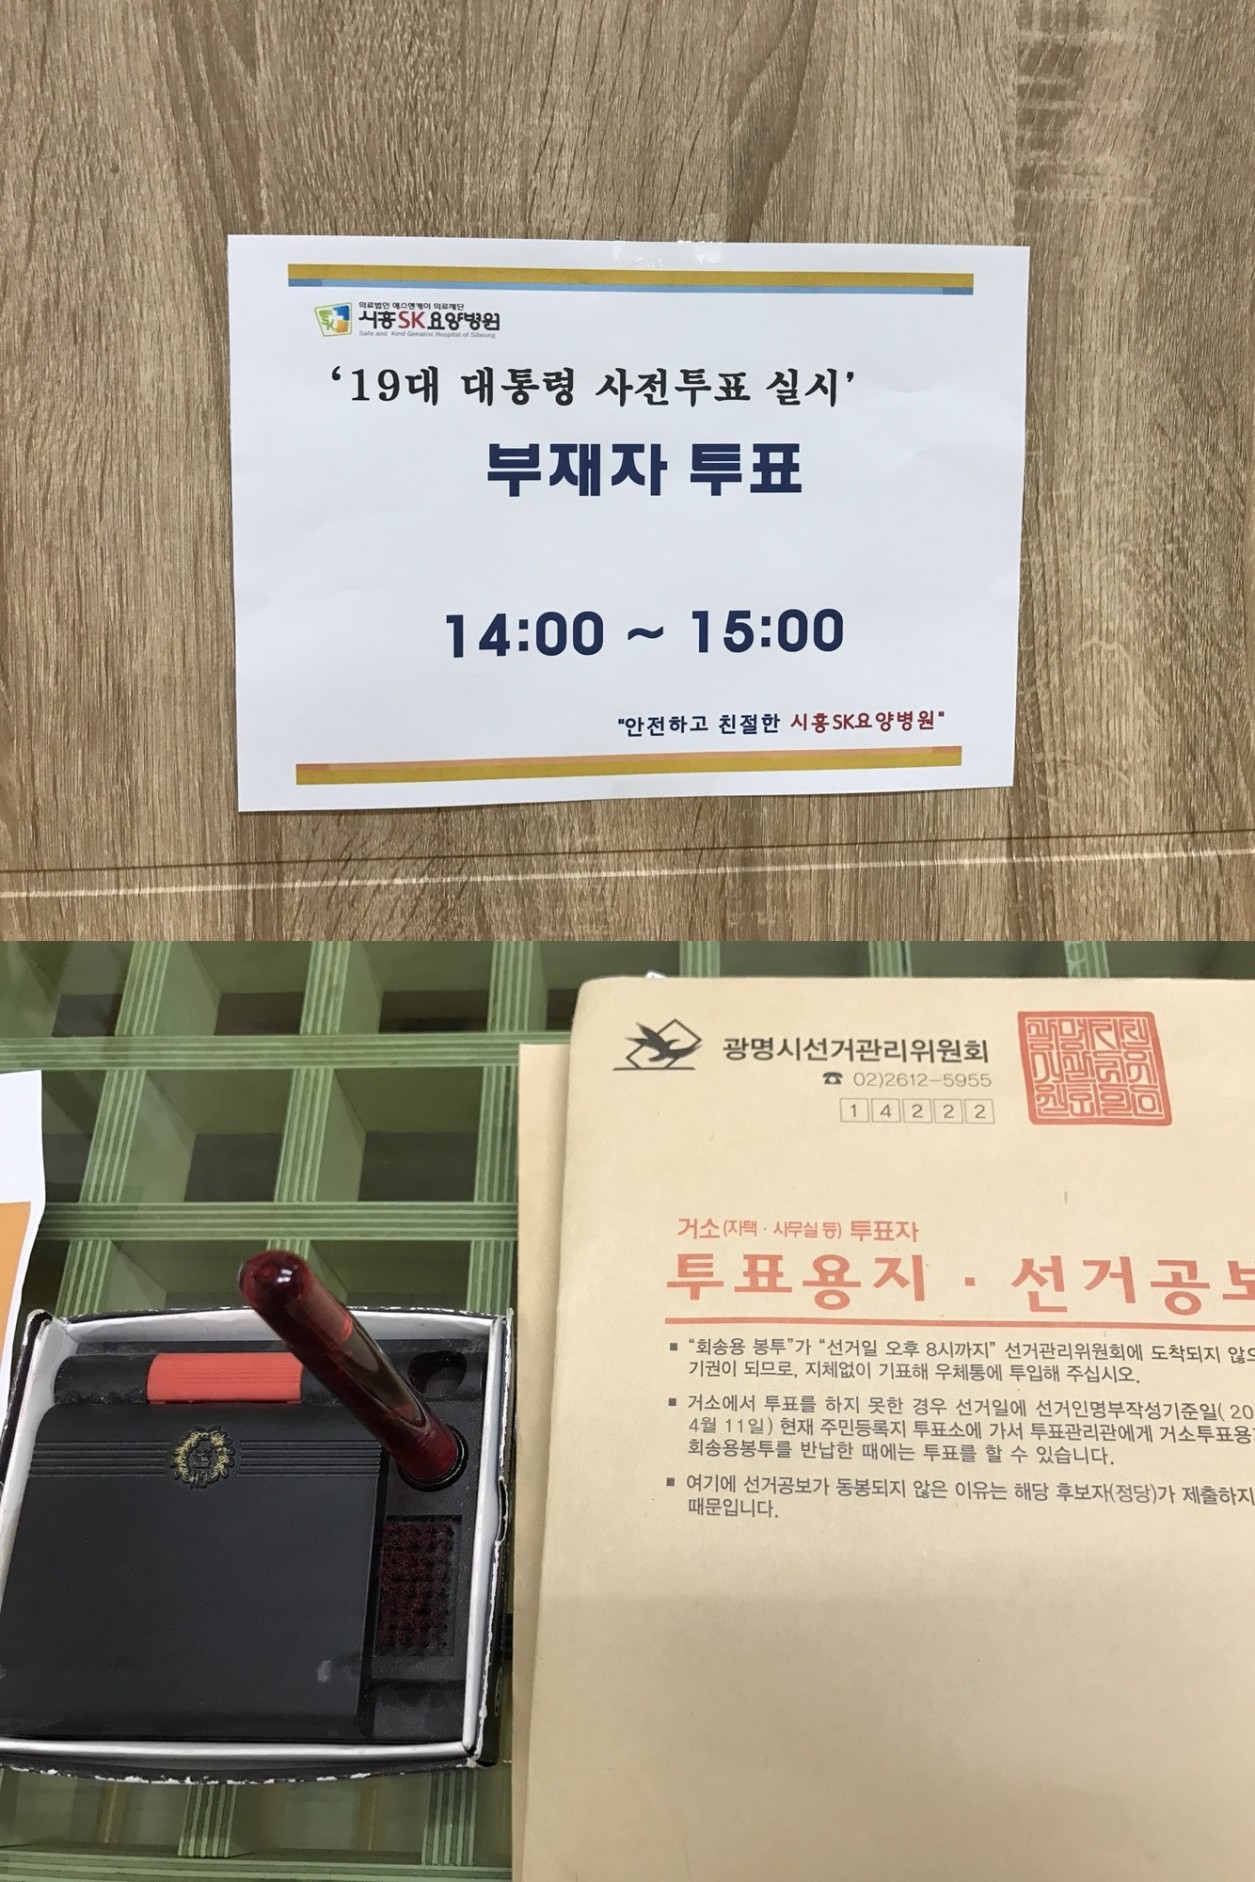 의료법인 에스앤케이 의료재단
시흥SK요양병원
Safe and Kind Geriatric Hospital of Siheung
'19대 대통령 사전투표 실시'
부재자 투표
14:00 ~ 15:00
"안전하고 친절한 시흥SK요양병원"
광명시선거관리위원회
☎ 02)2612-5955
14222
거소(자택 · 사무실 등) 투표자
투표용지 · 선거공보
■ "회송용 봉투"가 "선거일 오후 8시까지" 선거관리위원회에 도착되지 않으
기권이 되므로, 지체없이 기표해 우체통에 투입해 주십시오.
■ 거소에서 투표를 하지 못한 경우 선거일에 선거인명부작성기준일( 20
4월 11일) 현재 주민등록지 투표소에 가서 투표관리관에게 거소투표용
회송용봉투를 반납한 때에는 투표를 할 수 있습니다.
■ 여기에 선거공보가 동봉되지 않은 이유는 해당 후보자(정당)가 제출하지
때문입니다.